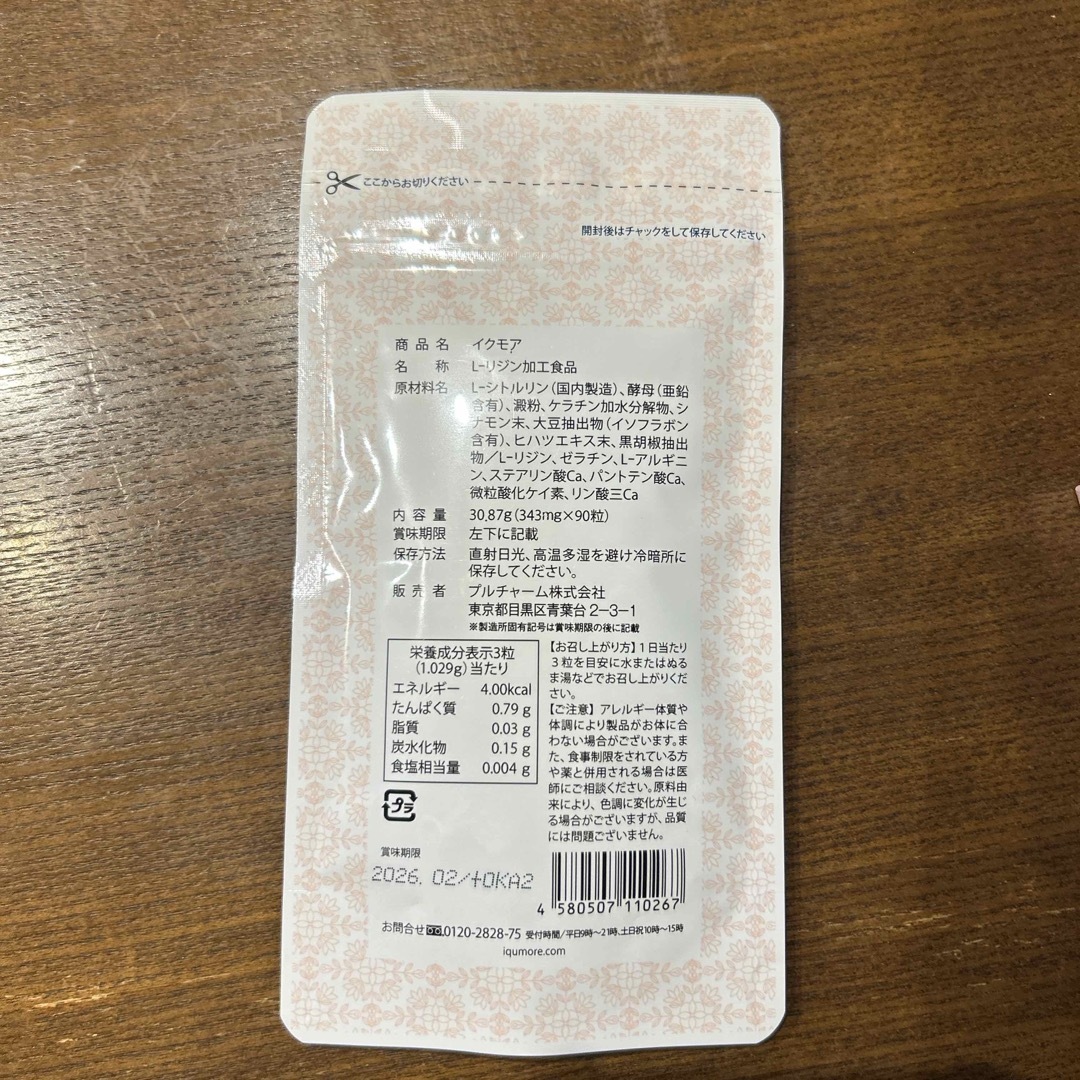 ここからお切りください
開封後はチャックをして保存してください
商品名 イクモア
名称 L-リジン加工食品
原材料名 L-シトルリン(国内製造)、酵母(亜鉛
含有)、澱粉、ケラチン加水分解物、シ
ナモン末、大豆抽出物(イソフラボン
含有)、ヒハツエキス末、黒胡椒抽出
物/L-リジン、ゼラチン、L-アルギニ
ン、ステアリン酸Ca、パントテン酸Ca、
微粒酸化ケイ素、リン酸三Ca
内容量 30.87g(343mg×90粒)
賞味期限 左下に記載
保存方法 直射日光、高温多湿を避け冷暗所に
保存してください。
販売者 プルチャーム株式会社
東京都目黒区青葉台2-3-1
※製造所固有記号は賞味期限の後に記載
栄養成分表示3粒
(1.029g)当たり
エネルギー 4.00kcal
たんぱく質 0.79g
脂質 0.03g
炭水化物 0.15g
食塩相当量 0.004g
【お召し上がり方】1日当たり
3粒を目安に水またはぬる
ま湯などでお召し上がりくだ
さい。
【ご注意】アレルギー体質や
体調により製品がお体に合
わない場合がございます。ま
た、食事制限をされている方
や薬と併用される場合は医
師にご相談ください。原料由
来により、色調に変化が生じ
る場合がございますが、品質
には問題ございません。
プラ
賞味期限
2026.02/+OKA2
4 580507 110267
お問合せ 0120-2828-75 受付時間/平日9時〜21時、土日祝10時〜15時
iqumore.com